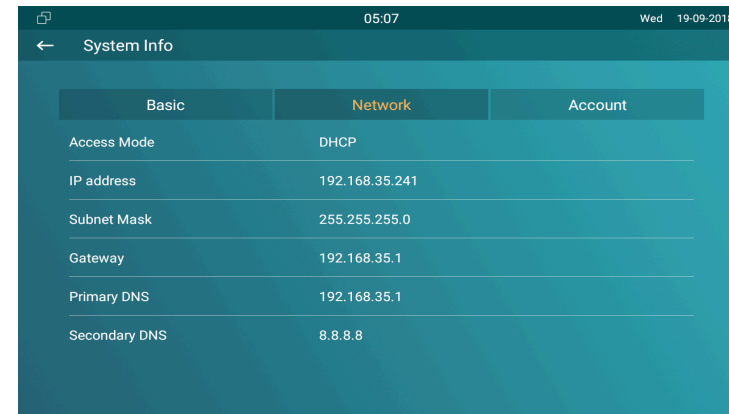 05:07 Wed 19-09-2018
← System Info
Basic Network Account
Access Mode DHCP
IP address 192.168.35.241
Subnet Mask 255.255.255.0
Gateway 192.168.35.1
Primary DNS 192.168.35.1
Secondary DNS 8.8.8.8